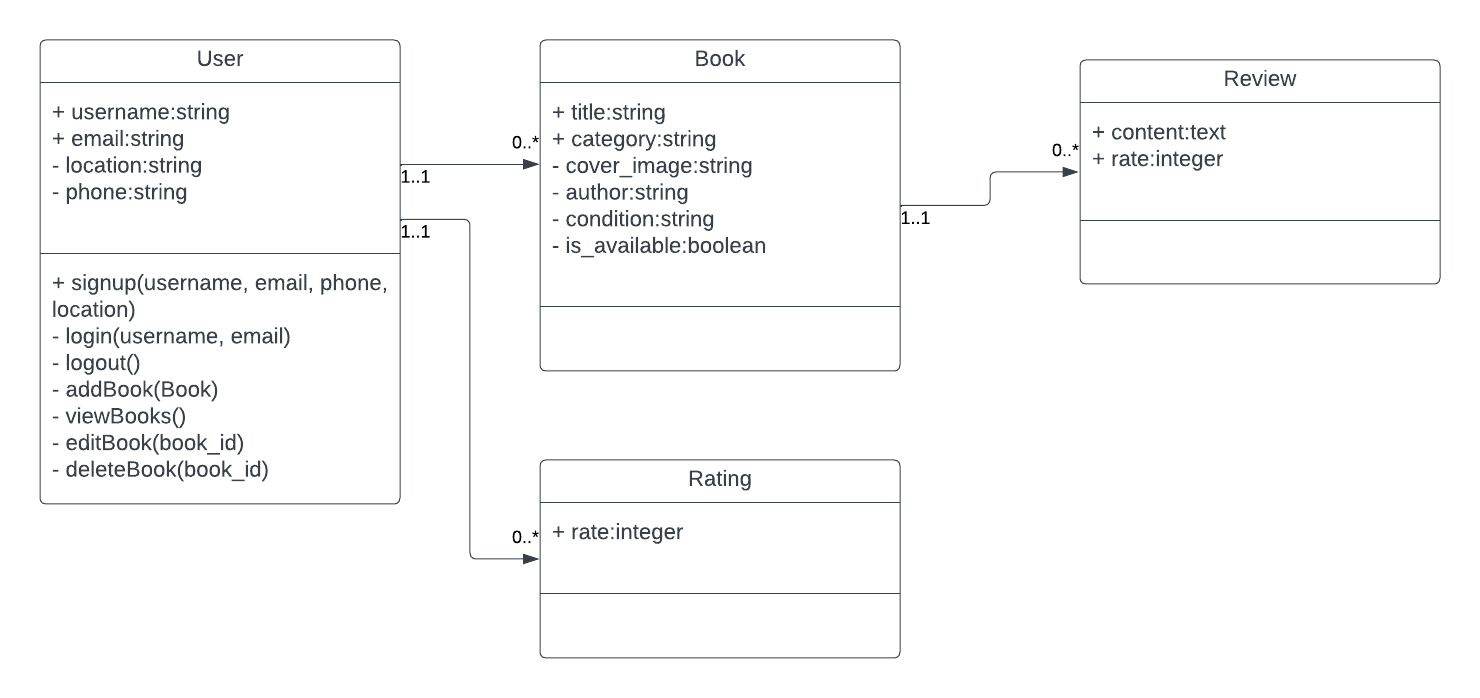 User
+ username:string
+ email:string
- location:string
- phone:string
+ signup(username, email, phone,
location)
- login(username, email)
- logout()
- addBook(Book)
- viewBooks()
- editBook(book_id)
- deleteBook(book_id)
1..1
0..*
1..1
0..*
Book
+ title:string
+ category:string
- cover_image:string
- author:string
- condition:string
- is_available:boolean
1..1
0..*
Review
+ content:text
+ rate:integer
Rating
+ rate:integer